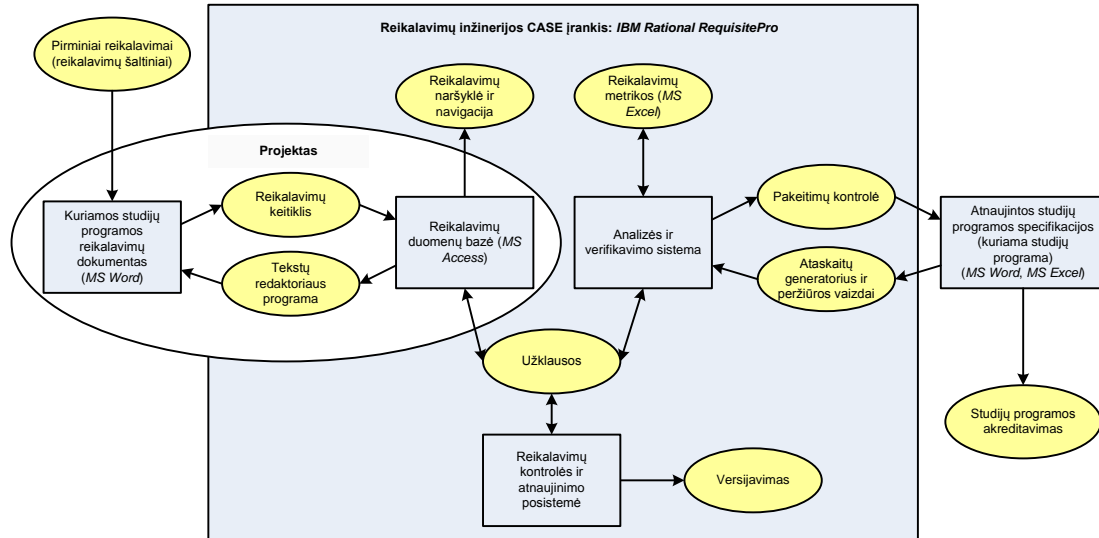 Reikalavimų inžinerijos CASE įrankis: IBM Rational RequisitePro
Pirminiai reikalavimai
(reikalavimų šaltiniai)
Reikalavimų
naršyklė ir
navigacija
Reikalavimų
metrikos (MS
Excel)
Projektas
Kuriamos studijų
programos
reikalavimų
dokumentas
(MS Word)
Reikalavimų
keitiklis
Tekstų
redaktoriaus
programa
Reikalavimų
duomenų bazė (MS
Access)
Analizės ir
verifikavimo sistema
Pakeitimų kontrolė
Ataskaitų
generatorius ir
peržiūros vaizdai
Atnaujintos studijų
programos specifikacijos
(kuriama studijų
programa)
(MS Word, MS Excel)
Užklausos
Studijų programos
akreditavimas
Reikalavimų
kontrolės ir
atnaujinimo
posistemė
Versijavimas